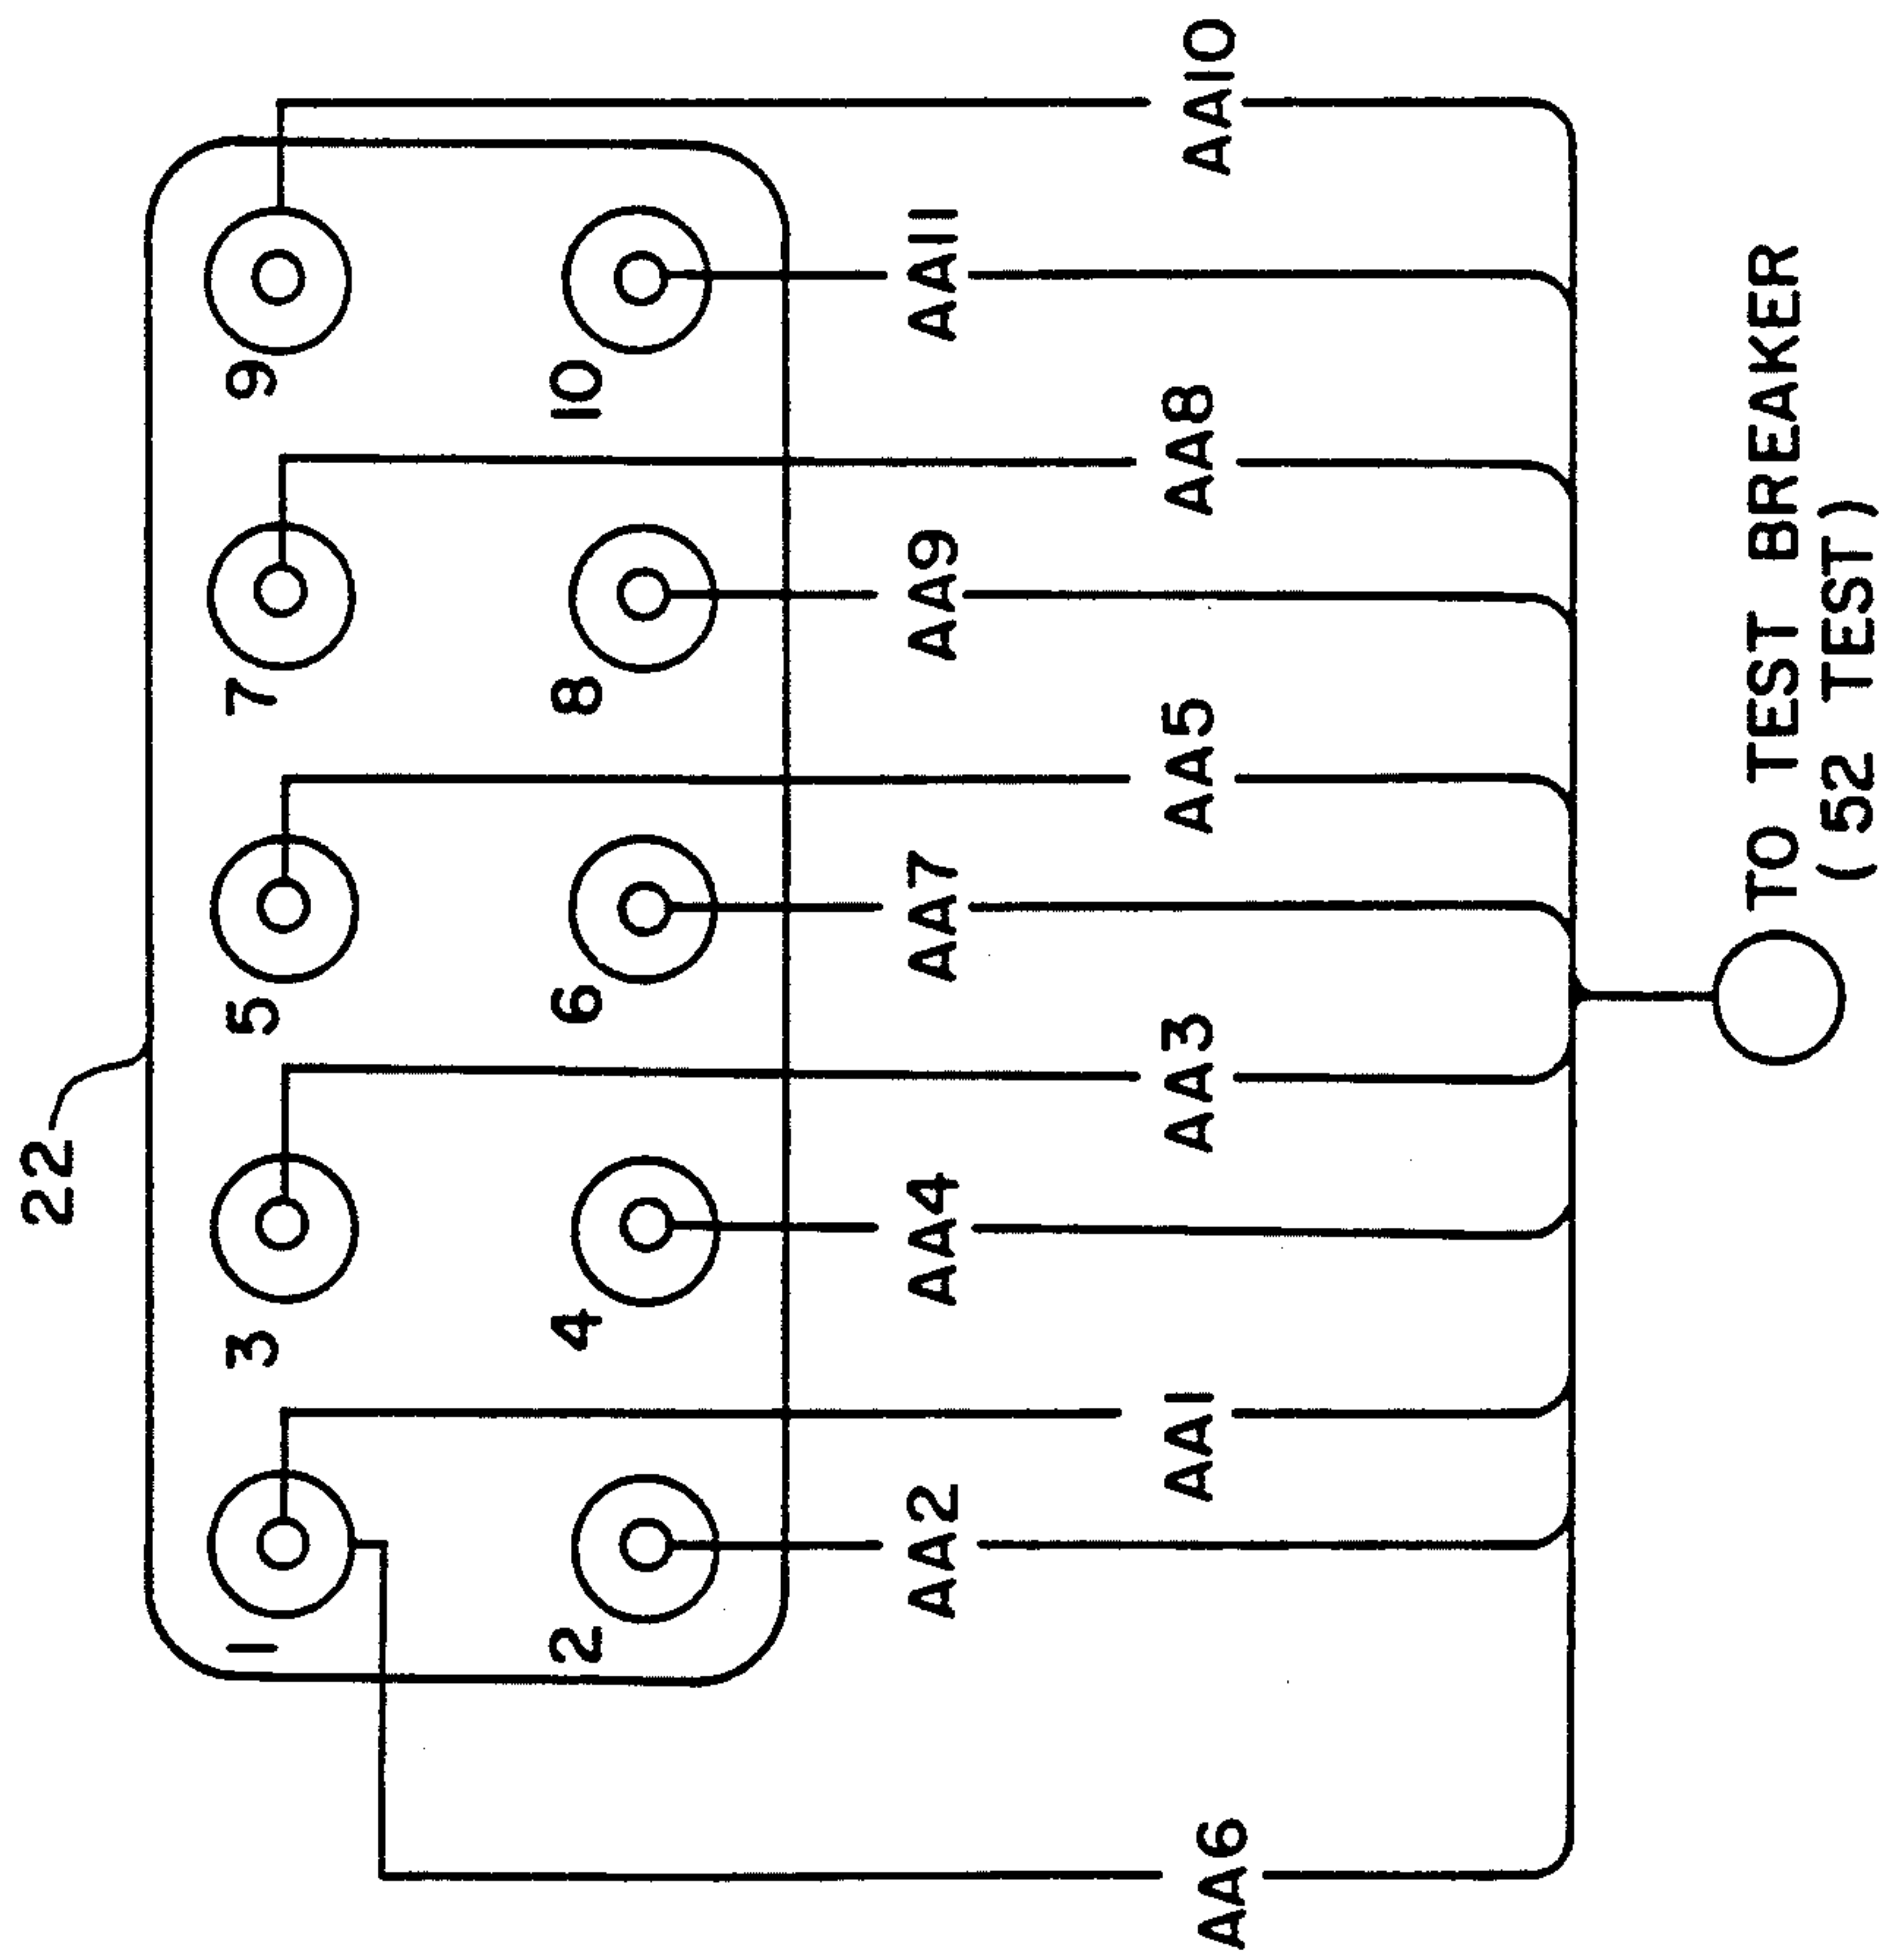 22
1
3
5
7
9
2
4
6
8
10
AA2
AA4
AA7
AA9
AA11
AA6
AA1
AA3
AA5
AA8
AA10
TO TEST BREAKER
(52 TEST)